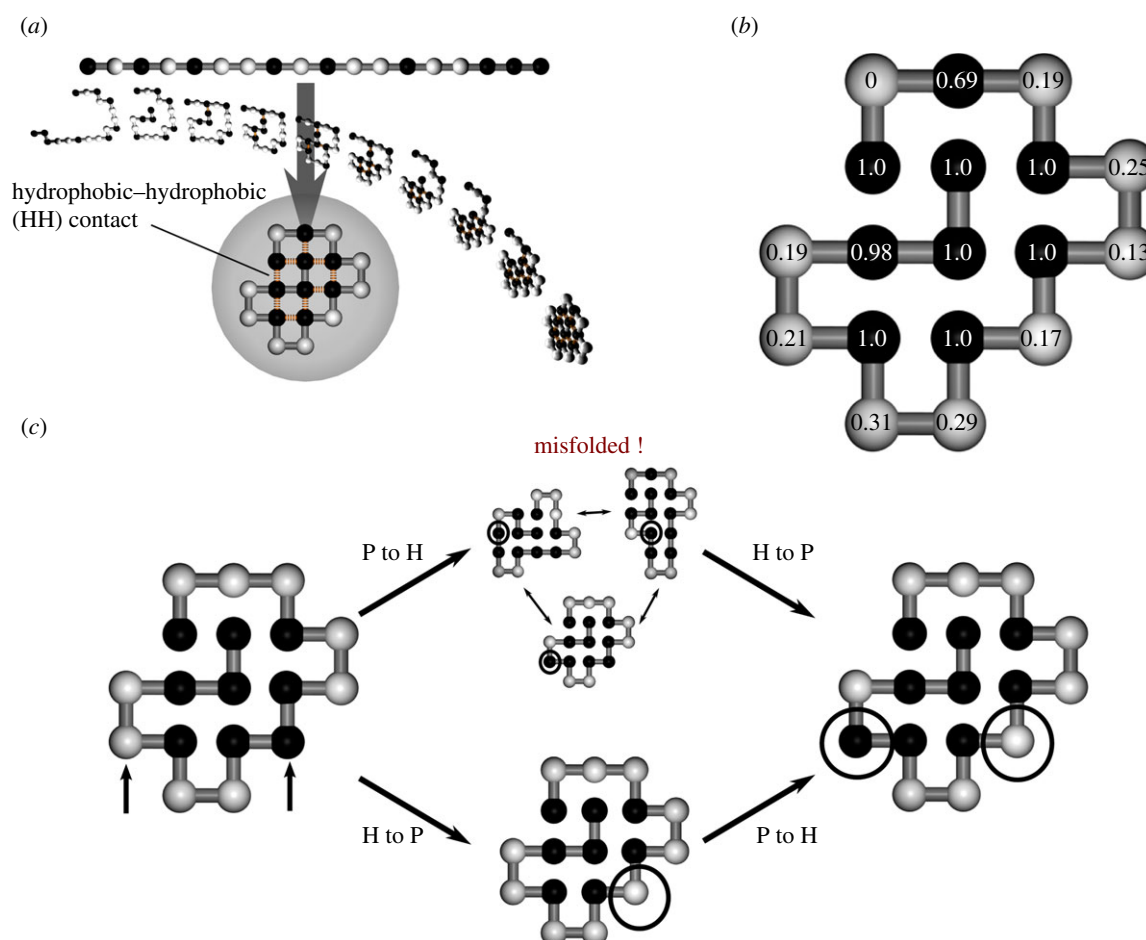 (a)
hydrophobic–hydrophobic
(HH) contact
(b)
0 0.69 0.19
1.0 1.0 1.0 0.25
0.19 0.98 1.0 1.0 0.13
0.21 1.0 1.0 0.17
0.31 0.29
(c)
misfolded !
P to H
H to P
H to P
P to H